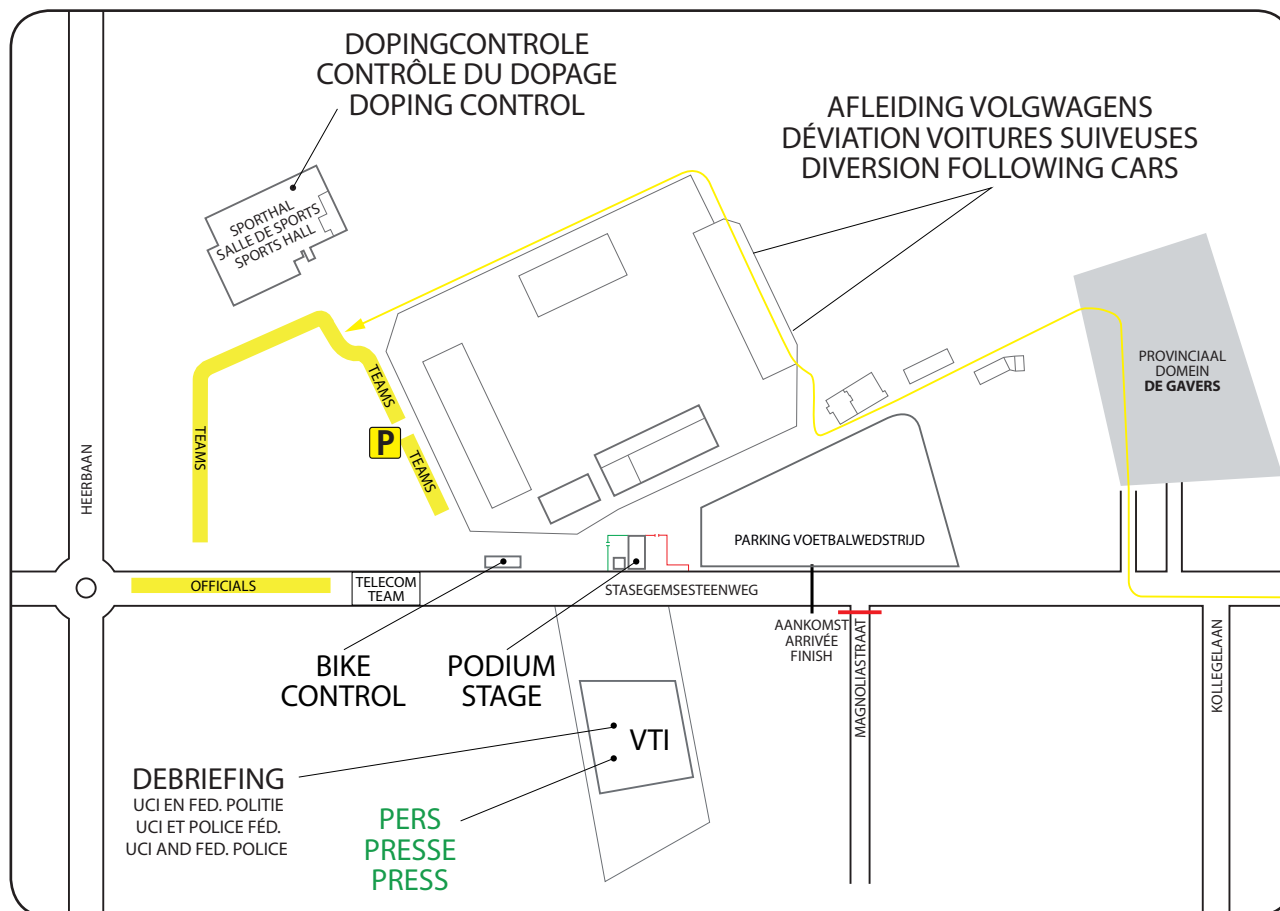 DOPINGCONTROLE
CONTRÔLE DU DOPAGE
DOPING CONTROL
AFLEIDING VOLGWAGENS
DÉVIATION VOITURES SUIVEUSES
DIVERSION FOLLOWING CARS
SPORTHAL
SALLE DE SPORTS
SPORTS HALL
PROVINCIAAL
DOMEIN
DE GAVERS
TEAMS
TEAMS
P
TEAMS
HEERBAAN
PARKING VOETBALWEDSTRIJD
OFFICIALS
TELECOM
TEAM
STASEGEMSESTEENWEG
AANKOMST
ARRIVÉE
FINISH
MAGNOLIASTRAAT
KOLLEGELAAN
BIKE
CONTROL
PODIUM
STAGE
VTI
DEBRIEFING
UCI EN FED. POLITIE
UCI ET POLICE FÉD.
UCI AND FED. POLICE
PERS
PRESSE
PRESS